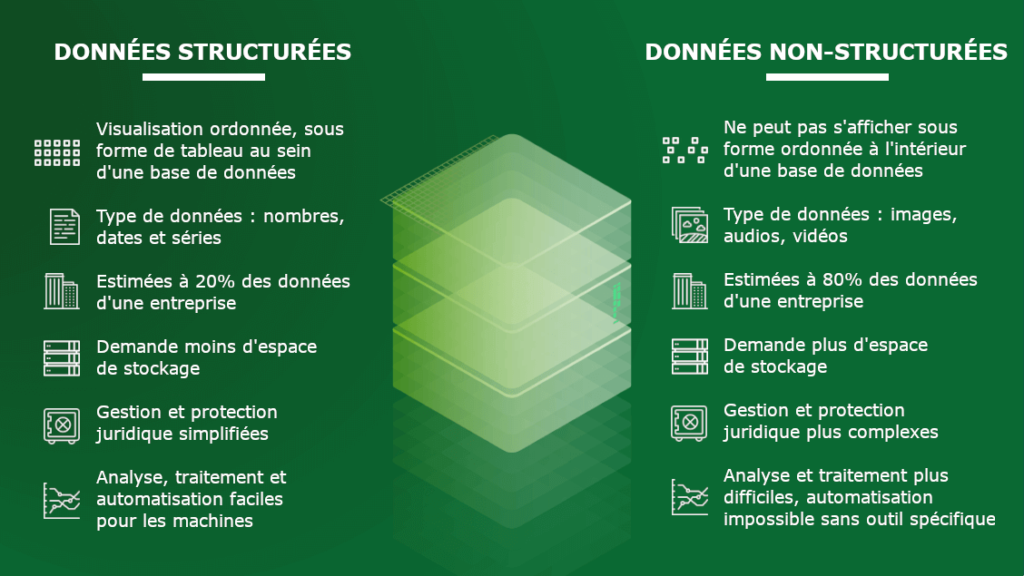 DONNÉES STRUCTURÉES
Visualisation ordonnée, sous
forme de tableau au sein
d'une base de données
Type de données : nombres,
dates et séries
Estimées à 20% des données
d'une entreprise
Demande moins d'espace
de stockage
Gestion et protection
juridique simplifiées
Analyse, traitement et
automatisation faciles
pour les machines
DONNÉES NON-STRUCTURÉES
Ne peut pas s'afficher sous
forme ordonnée à l'intérieur
d'une base de données
Type de données : images,
audios, vidéos
Estimées à 80% des données
d'une entreprise
Demande plus d'espace
de stockage
Gestion et protection
juridique plus complexes
Analyse et traitement plus
difficiles, automatisation
impossible sans outil spécifique